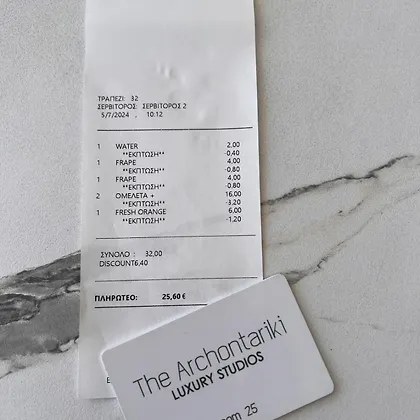 ΤΡΑΠΕΖΙ: 32
ΣΕΡΒΙΤΟΡΟΣ: ΣΕΡΒΙΤΟΡΟΣ 2
5/7/2024 , 10:12
1 WATER 2,00
**ΕΚΠΤΩΣΗ** -0,40
1 FRAPE 4,00
**ΕΚΠΤΩΣΗ** -0,80
1 FRAPE 4,00
**ΕΚΠΤΩΣΗ** -0,80
2 ΟΜΕΛΕΤΑ + 16,00
**ΕΚΠΤΩΣΗ** -3,20
1 FRESH ORANGE 6,00
**ΕΚΠΤΩΣΗ** -1,20
ΣΥΝΟΛΟ : 32,00
DISCOUNT6,40
ΠΛΗΡΩΤΕΟ: 25,60 €
The Archontariki
LUXURY STUDIOS
25